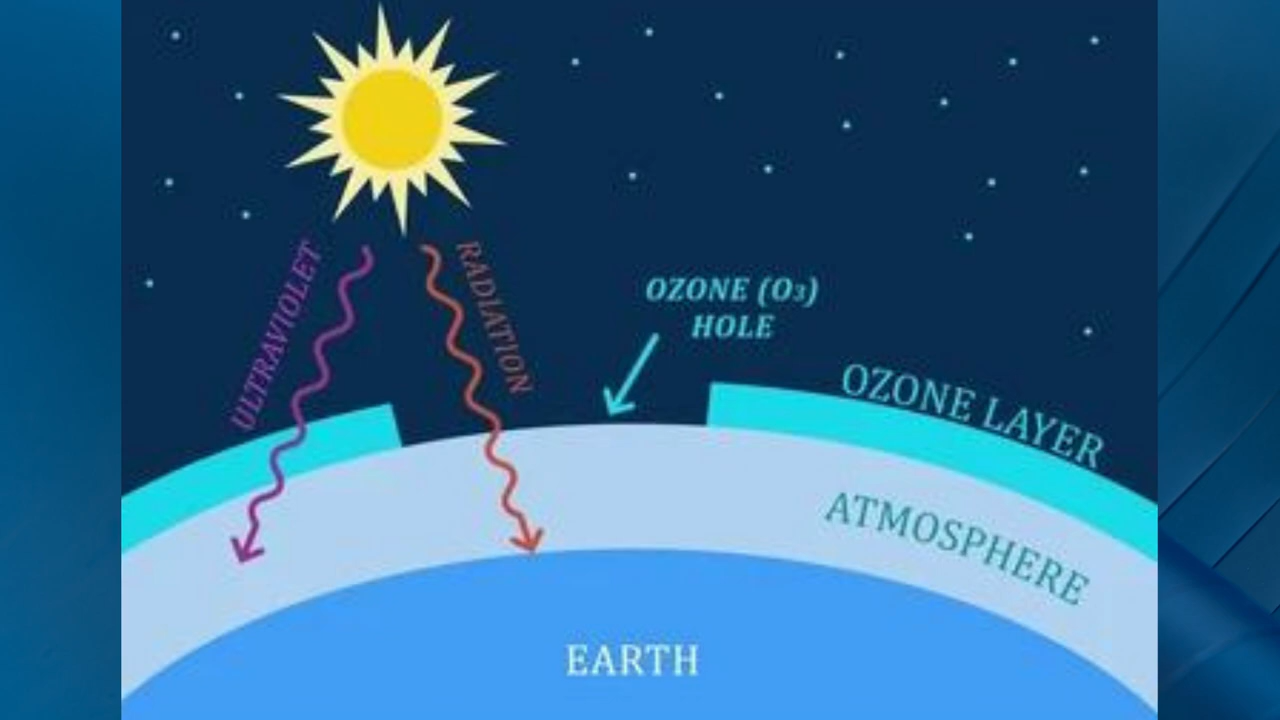 ULTRAVIOLET
RADIATION
OZONE (O₃)
HOLE
OZONE LAYER
ATMOSPHERE
EARTH